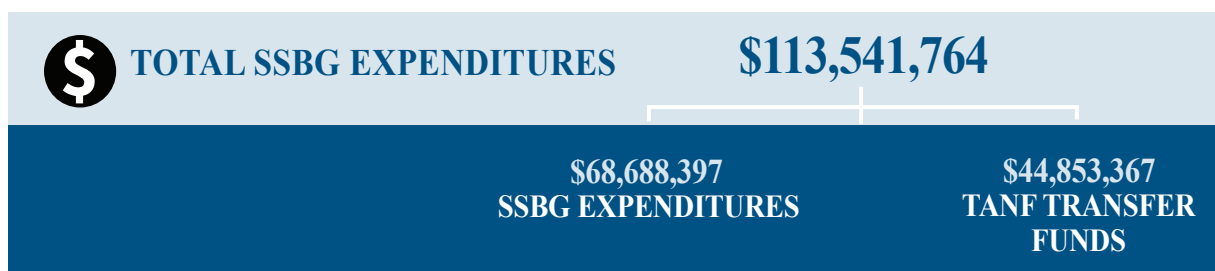 $
TOTAL SSBG EXPENDITURES $113,541,764
$68,688,397
SSBG EXPENDITURES
$44,853,367
TANF TRANSFER
FUNDS